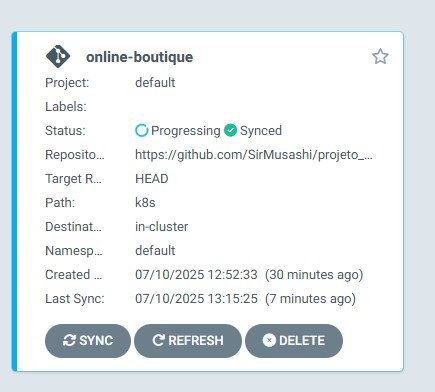 online-boutique
Project: default
Labels:
Status: Progressing Synced
Reposito... https://github.com/SirMusashi/projeto_...
Target R... HEAD
Path: k8s
Destinat... in-cluster
Namesp... default
Created ... 07/10/2025 12:52:33 (30 minutes ago)
Last Sync: 07/10/2025 13:15:25 (7 minutes ago)
SYNC REFRESH DELETE